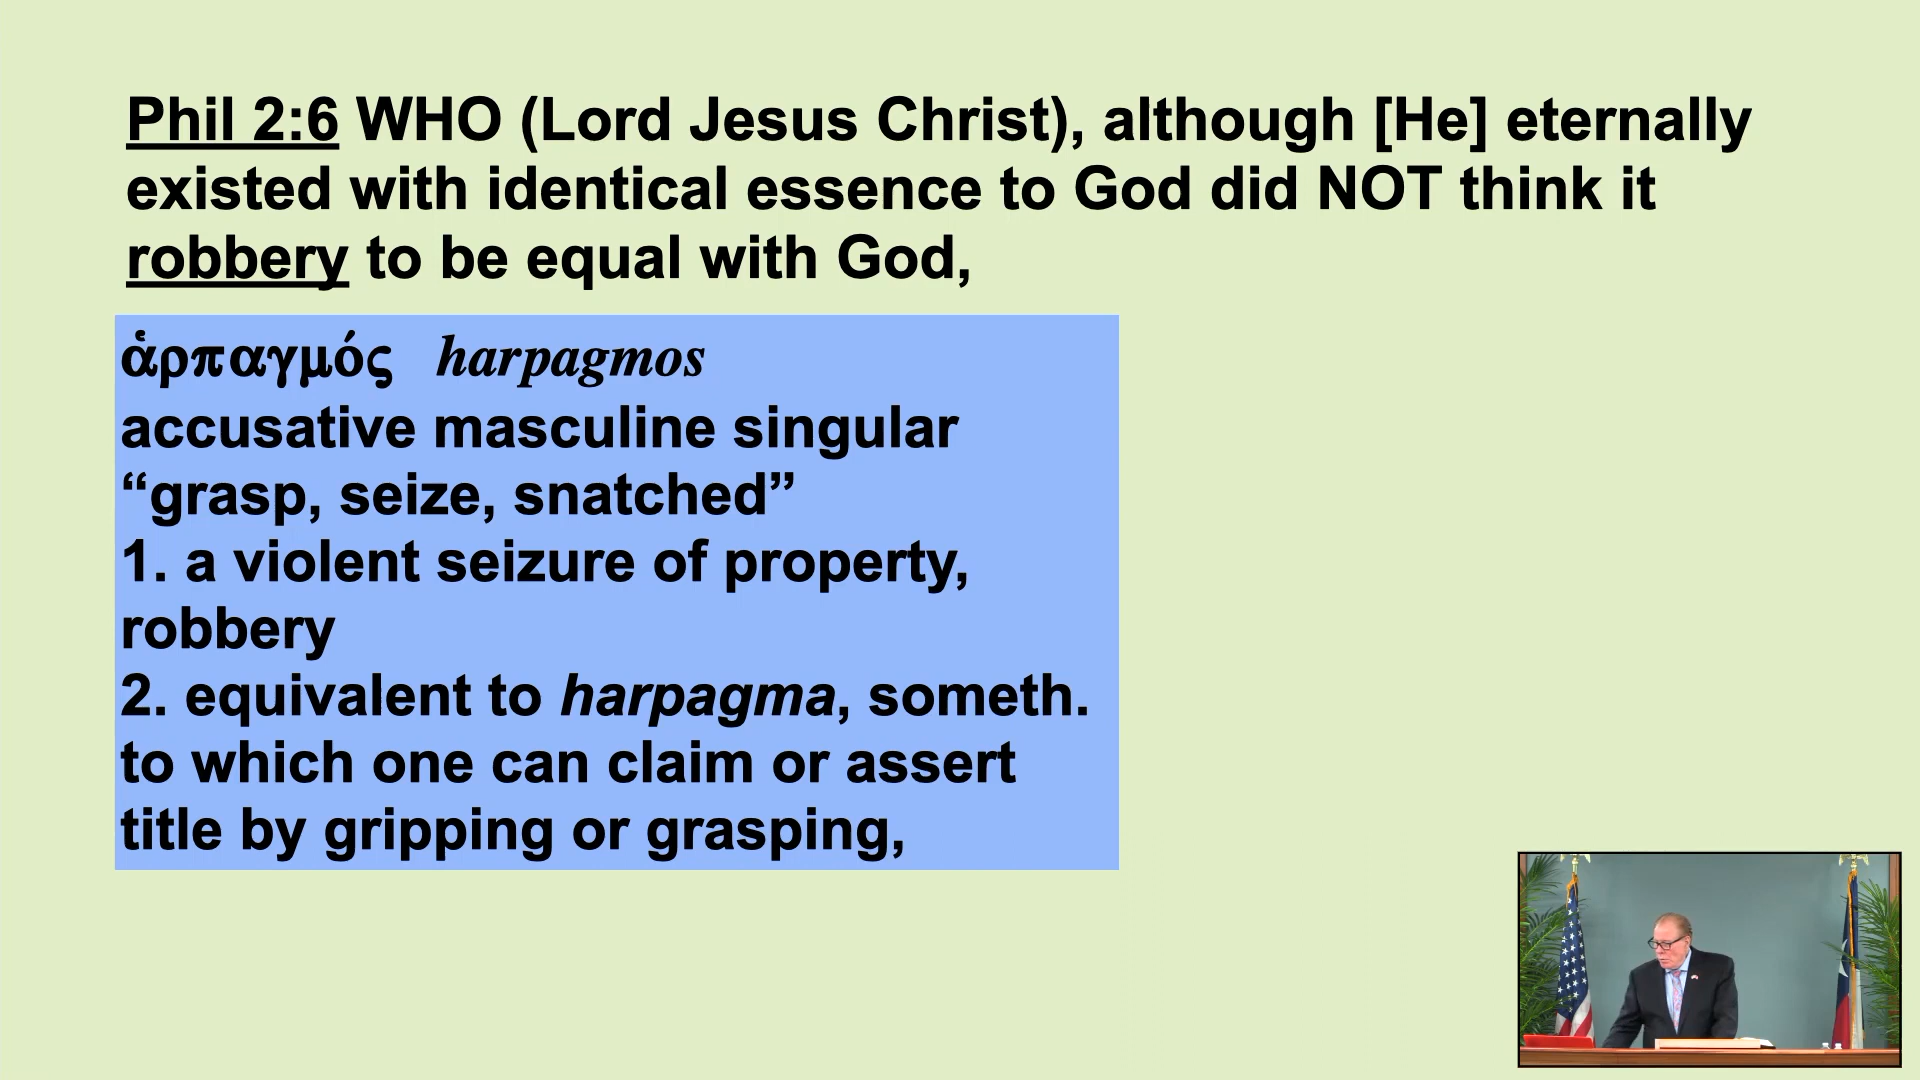 Phil 2:6 WHO (Lord Jesus Christ), although [He] eternally
existed with identical essence to God did NOT think it
robbery to be equal with God,
ἁρπαγμός harpagmos
accusative masculine singular
“grasp, seize, snatched”
1. a violent seizure of property,
robbery
2. equivalent to harpagma, someth.
to which one can claim or assert
title by gripping or grasping,